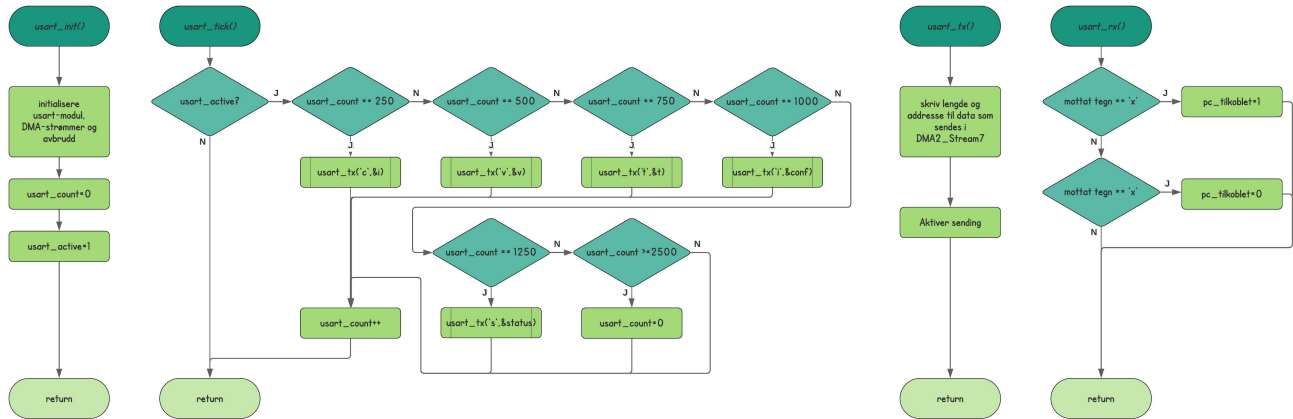 usart_init()
initialisere
usart-modul,
DMA-strømmer og
avbrudd
usart_count=0
usart_active=1
return
usart_tick()
usart_active?
J
N
usart_count == 250
N
J
usart_tx('c',&i)
usart_count == 500
N
J
usart_tx('v',&v)
usart_count == 750
N
J
usart_tx('t',&t)
usart_count == 1000
N
J
usart_tx('i',&conf)
usart_count == 1250
N
J
usart_tx('s',&status)
usart_count >=2500
N
J
usart_count=0
usart_count++
return
usart_tx()
skriv lengde og
addresse til data som
sendes i
DMA2_Stream7
Aktiver sending
return
usart_rx()
mottat tegn == 'x'
J
pc_tilkoblet=1
N
mottat tegn == 'x'
J
pc_tilkoblet=0
N
return